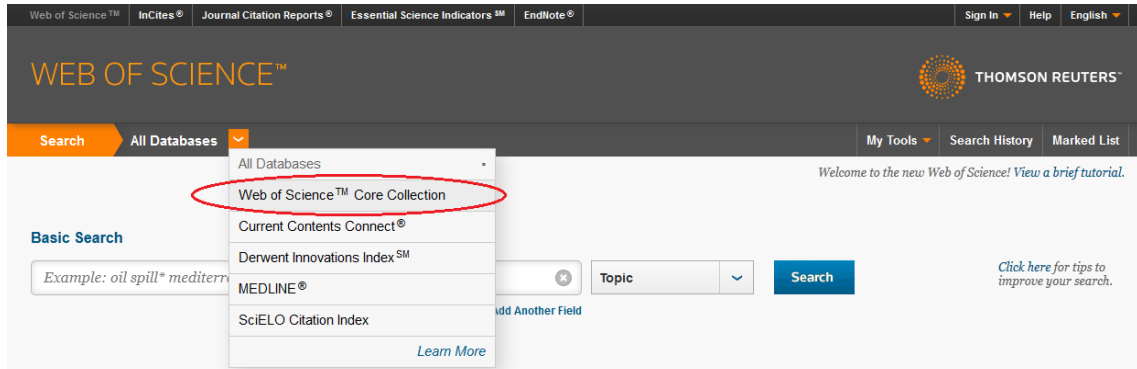 Web of Science™ InCites® Journal Citation Reports® Essential Science Indicators℠ EndNote® Sign In Help English
WEB OF SCIENCE™
THOMSON REUTERS™
Search All Databases My Tools Search History Marked List
All Databases
Welcome to the new Web of Science! View a brief tutorial.
Web of Science™ Core Collection
Current Contents Connect®
Basic Search
Derwent Innovations Index℠
Example: oil spill* Topic Search
Click here for tips to
improve your search.
MEDLINE®
Add Another Field
SciELO Citation Index
Learn More